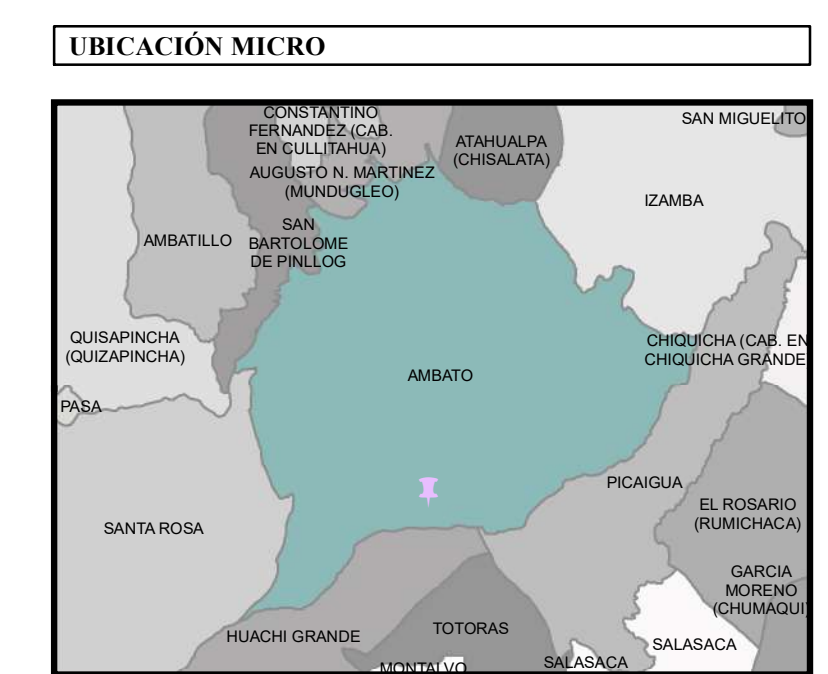 UBICACIÓN MICRO
CONSTANTINO
FERNANDEZ (CAB.
EN CULLITAHUA)
ATAHUALPA
(CHISALATA)
SAN MIGUELITO
AUGUSTO N. MARTINEZ
(MUNDUGLEO)
IZAMBA
SAN
BARTOLOME
DE PINLLOG
AMBATILLO
QUISAPINCHA
(QUIZAPINCHA)
CHIQUICHA (CAB. EN
CHIQUICHA GRANDE
AMBATO
PASA
PICAIGUA
SANTA ROSA
EL ROSARIO
(RUMICHACA)
GARCIA
MORENO
(CHUMAQUI)
HUACHI GRANDE
TOTORAS
SALASACA
SALASACA
MONTALVO